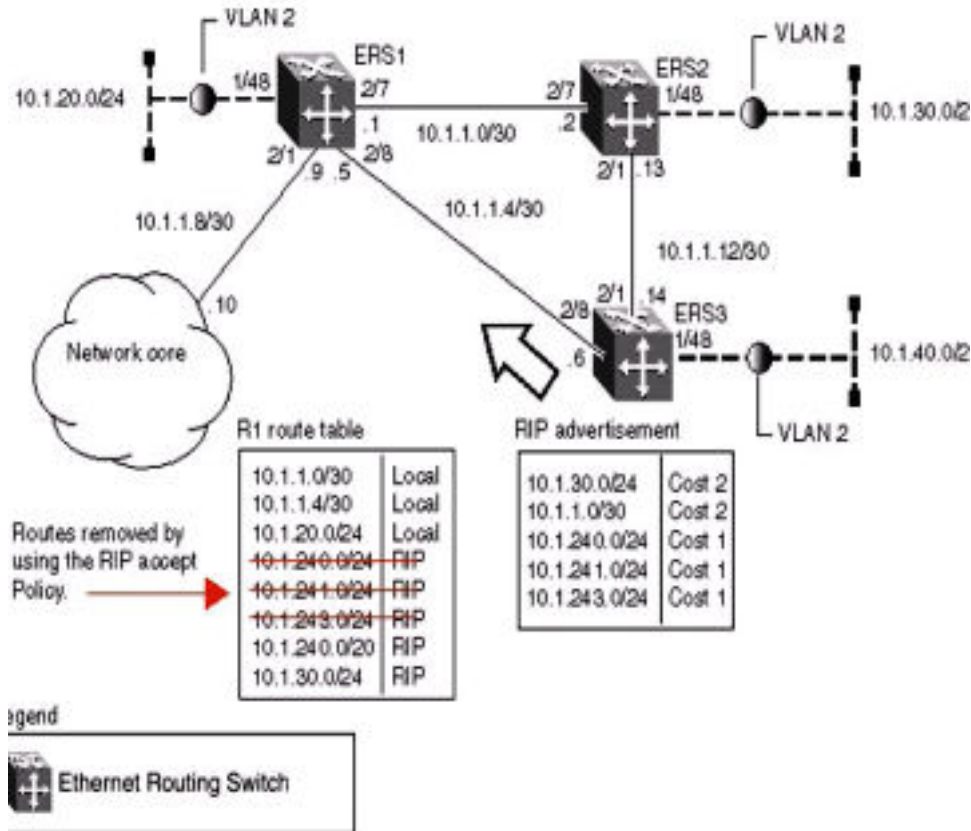 VLAN 2
VLAN 2
ERS1
ERS2
10.1.20.0/24
1/48
2/7
2/7
1/48
10.1.30.0/2
.1
.2
10.1.1.0/30
2/1
.9
.5
2/8
2/1
.13
10.1.1.8/30
10.1.1.4/30
10.1.1.12/30
.10
2/1
.14
2/8
ERS3
1/48
.6
10.1.40.0/2
Network core
VLAN 2
R1 route table
RIP advertisement
10.1.1.0/30 Local
10.1.1.4/30 Local
10.1.20.0/24 Local
10.1.240.0/24 RIP
10.1.241.0/24 RIP
10.1.243.0/24 RIP
10.1.240.0/20 RIP
10.1.30.0/24 RIP
10.1.30.0/24 Cost 2
10.1.1.0/30 Cost 2
10.1.240.0/24 Cost 1
10.1.241.0/24 Cost 1
10.1.243.0/24 Cost 1
Routes removed by
using the RIP accept
Policy.
egend
Ethernet Routing Switch